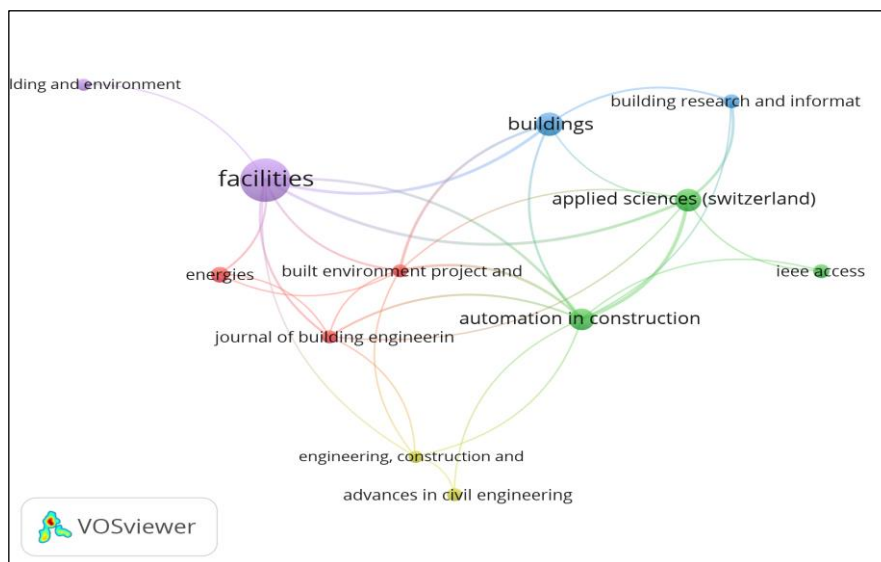 lding and environment
building research and informat
buildings
facilities
applied sciences (switzerland)
energies
built environment project and
ieee access
automation in construction
journal of building engineerin
engineering, construction and
advances in civil engineering
VOSviewer